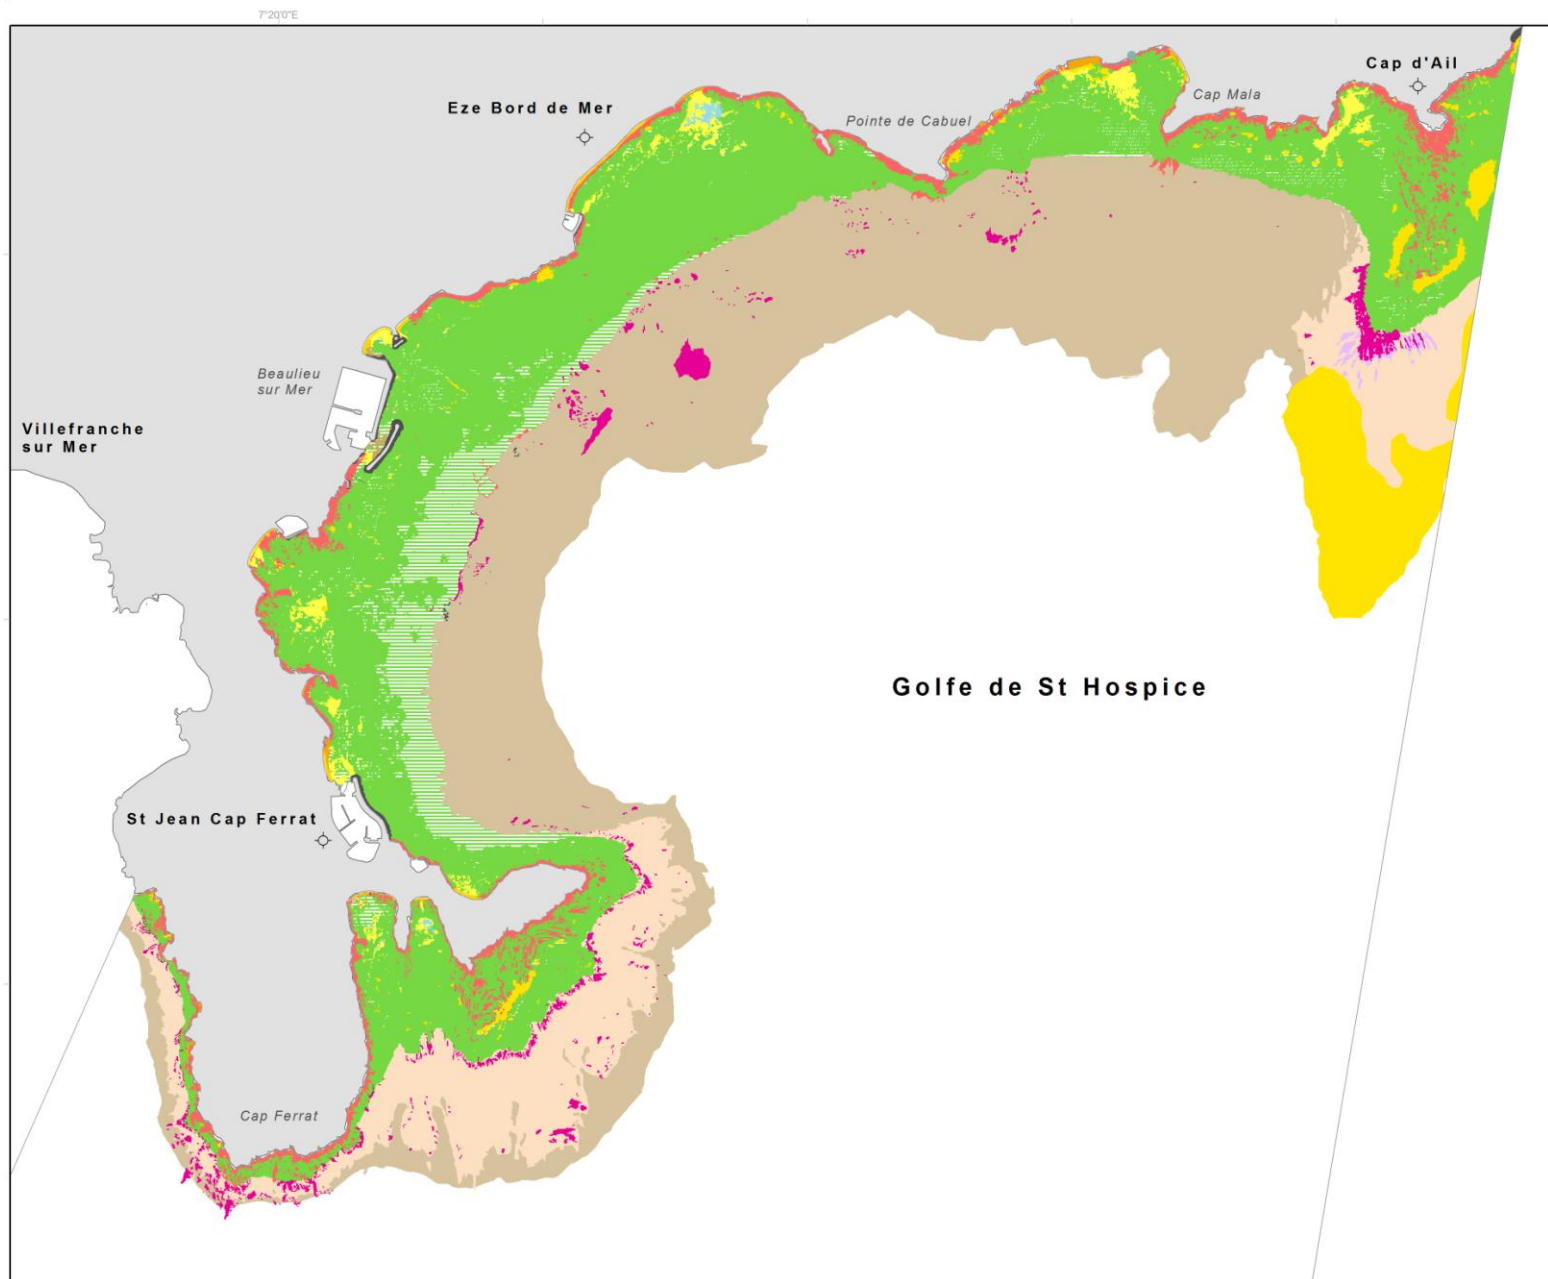 7°20'0"E
Cap d'Ail
Cap Mala
Eze Bord de Mer
Pointe de Cabuel
Beaulieu
sur Mer
Villefranche
sur Mer
Golfe de St Hospice
St Jean Cap Ferrat
Cap Ferrat